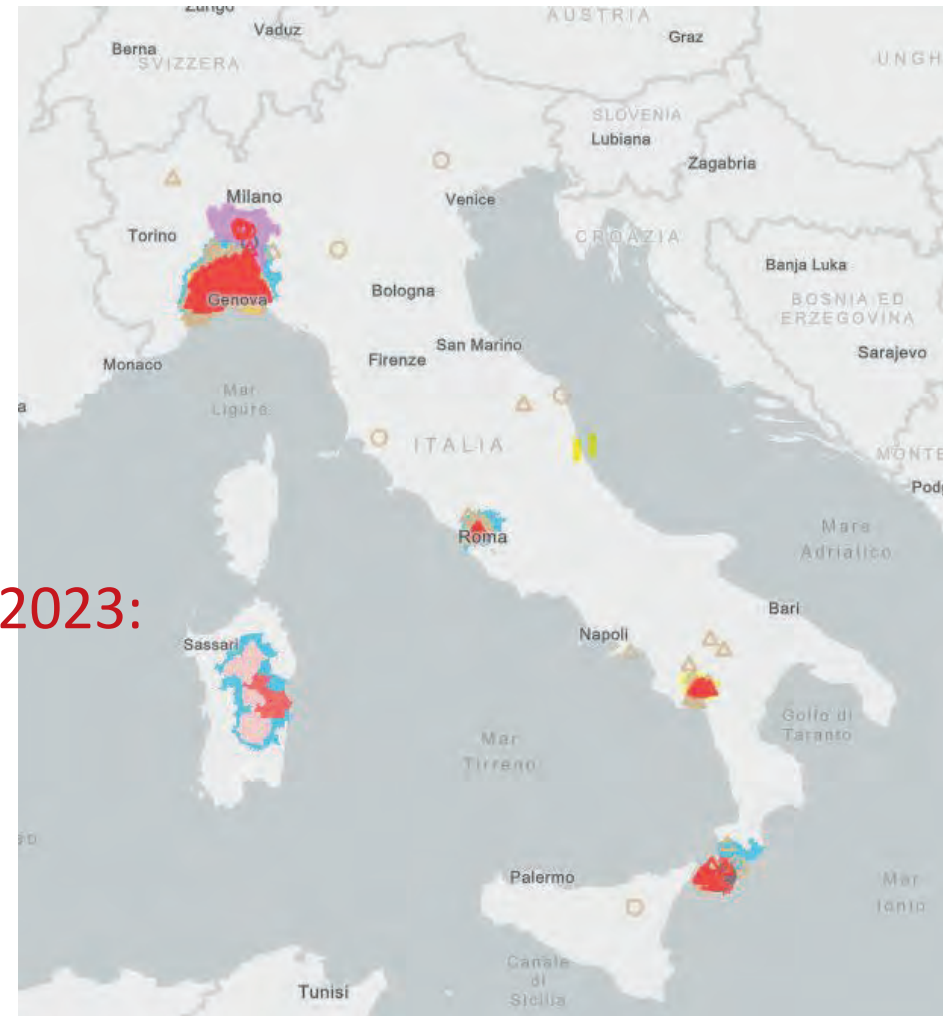 AUSTRIA
Vaduz
Graz
Berna
SVIZZERA
UNGH
SLOVENIA
Lubiana
Zagabria
Milano
Venice
Torino
CROAZIA
Banja Luka
Genova
Bologna
BOSNIA ED
ERZEGOVINA
San Marino
Firenze
Sarajevo
Monaco
Mar
Ligure
a
ITALIA
MONTE
Pod
Roma
Mare
Adriatico
2023:
Bari
Napoli
Sassari
Golfo di
Taranto
Mar
Tirreno
Palermo
Mar
Ionio
Canale
di
Sicilia
Tunisi